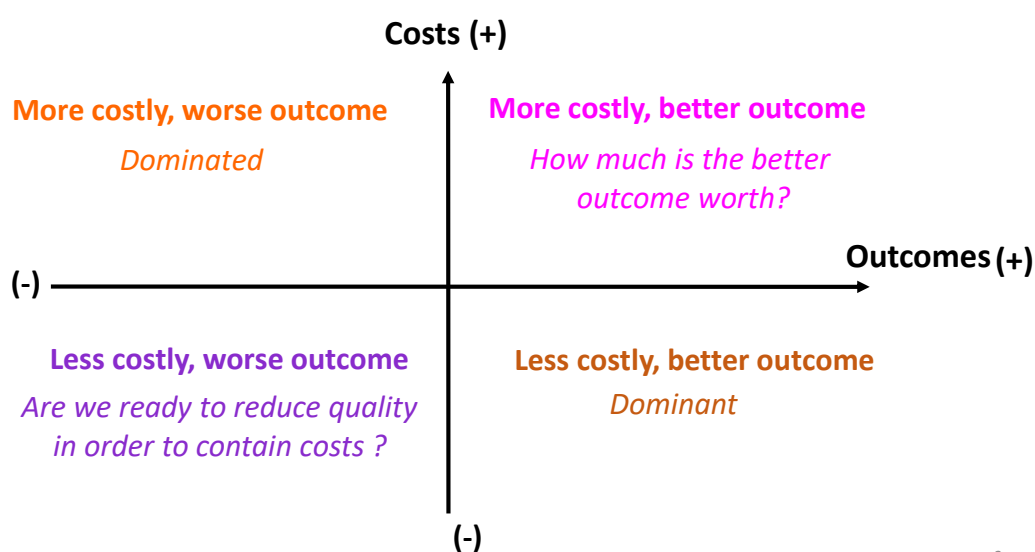 Costs (+)
More costly, worse outcome
Dominated
More costly, better outcome
How much is the better
outcome worth?
(-)
Outcomes (+)
Less costly, worse outcome
Are we ready to reduce quality
in order to contain costs ?
Less costly, better outcome
Dominant
(-)